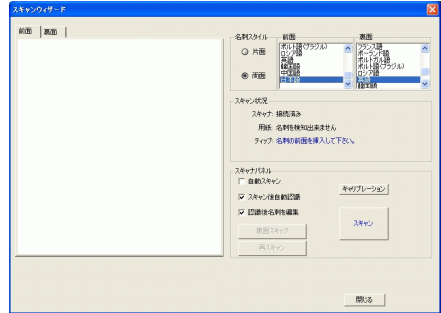 スキャンウィザード
前面
裏面
名刺スタイル
前面
裏面
片面
両面
ポルト語(ブラジル)
ロシア語
英語
韓国語
中国語
日本語
フランス語
ポーランド語
ポルトガル語
ポルト語(ブラジル)
ロシア語
英語
韓国語
スキャン状況
スキャナ: 接続済み
用紙: 名刺を検知出来ません
ティップ: 名刺の前面を挿入して下さい。
スキャナパネル
自動スキャン
キャリブレーション
スキャン後自動認識
認識後名刺を編集
スキャン
裏面スキップ
再スキャン
閉じる